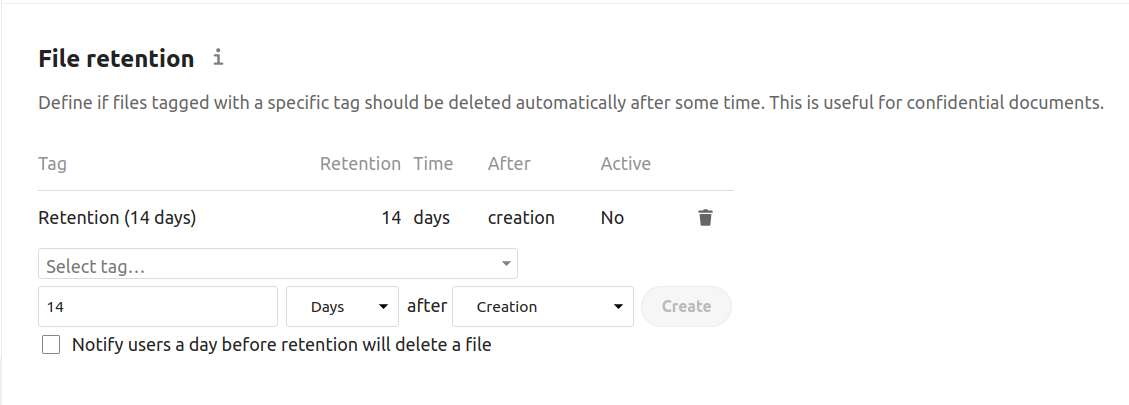 File retention
Define if files tagged with a specific tag should be deleted automatically after some time. This is useful for confidential documents.
Tag Retention Time After Active
Retention (14 days) 14 days creation No
Select tag...
14 Days after Creation Create
Notify users a day before retention will delete a file